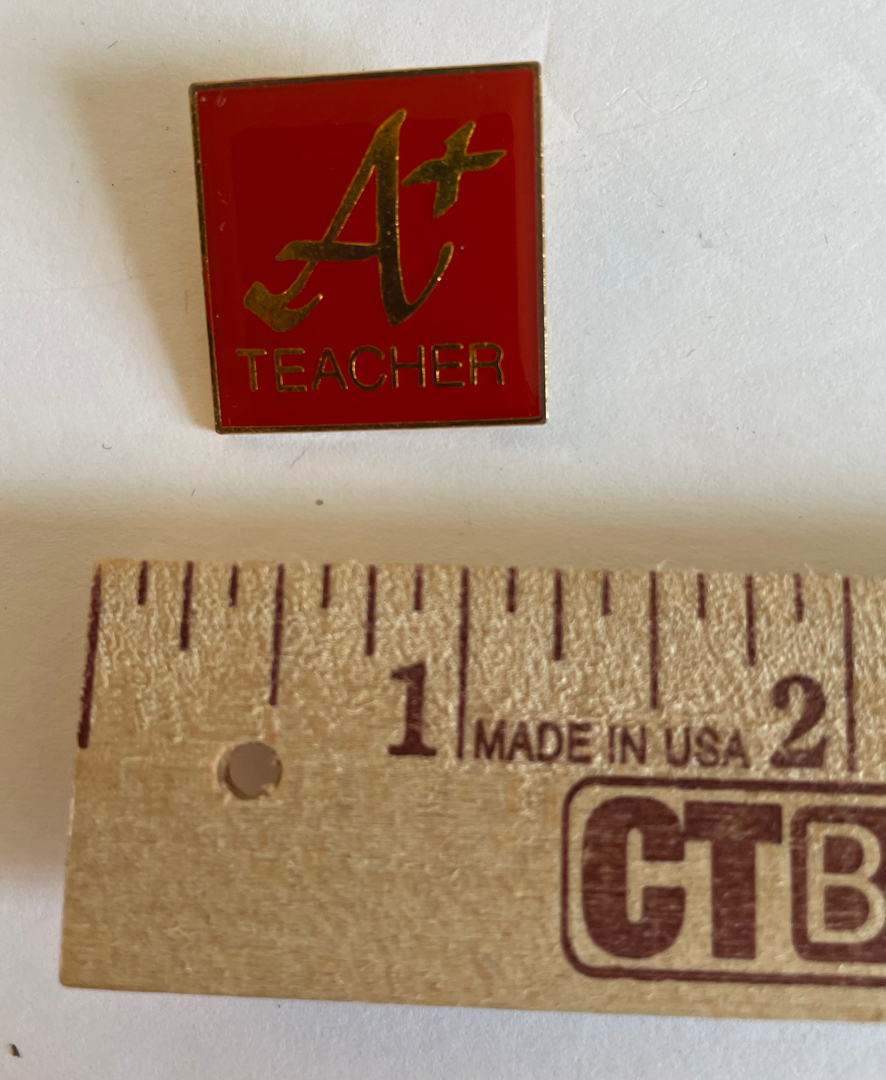 A+
TEACHER
1 MADE IN USA 2
CTB